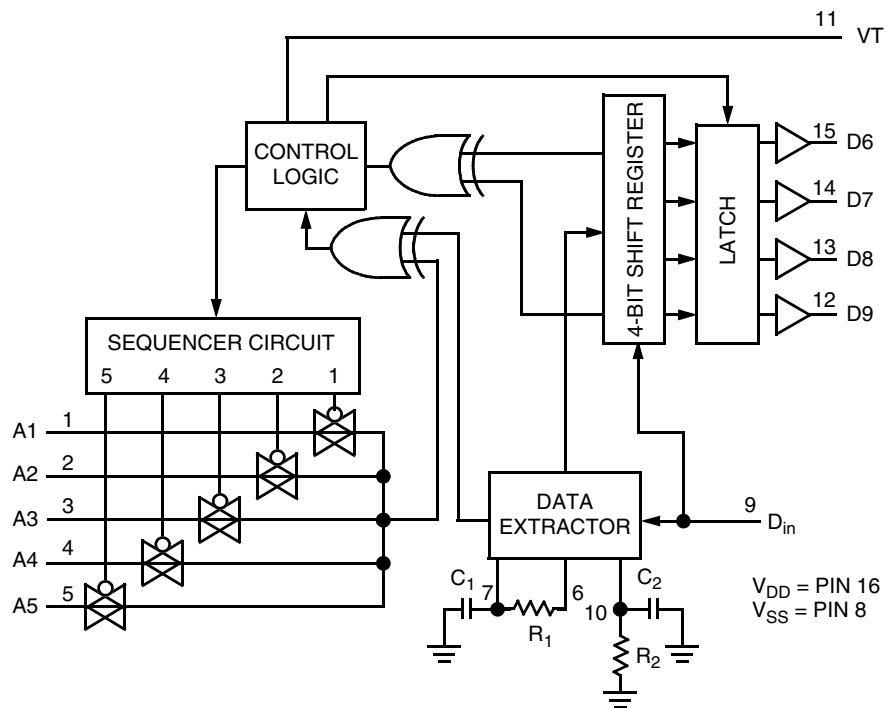 11
VT
CONTROL
LOGIC
4-BIT SHIFT REGISTER
LATCH
15 D6
14 D7
13 D8
12 D9
SEQUENCER CIRCUIT
5 4 3 2 1
A1 1
A2 2
A3 3
A4 4
A5 5
DATA
EXTRACTOR
9
Din
C1 7 6 C2
10
R1
R2
VDD = PIN 16
VSS = PIN 8